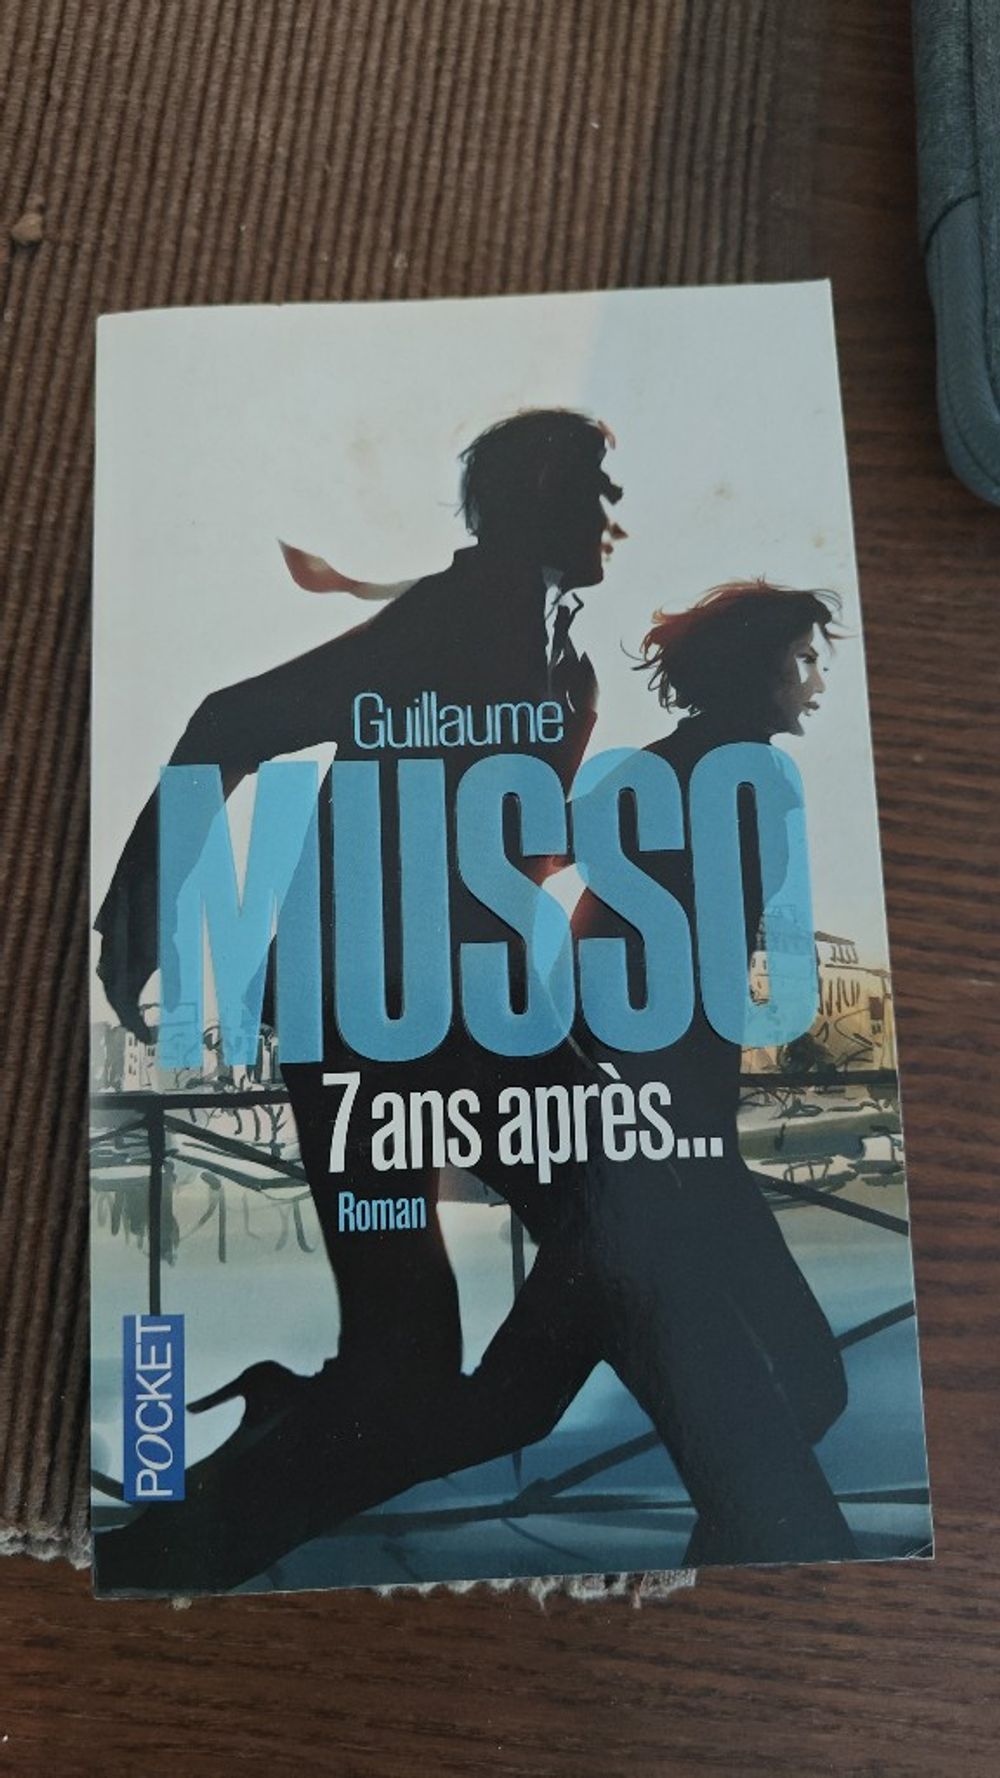 Guillaume
MUSSO
7 ans après...
Roman
POCKET